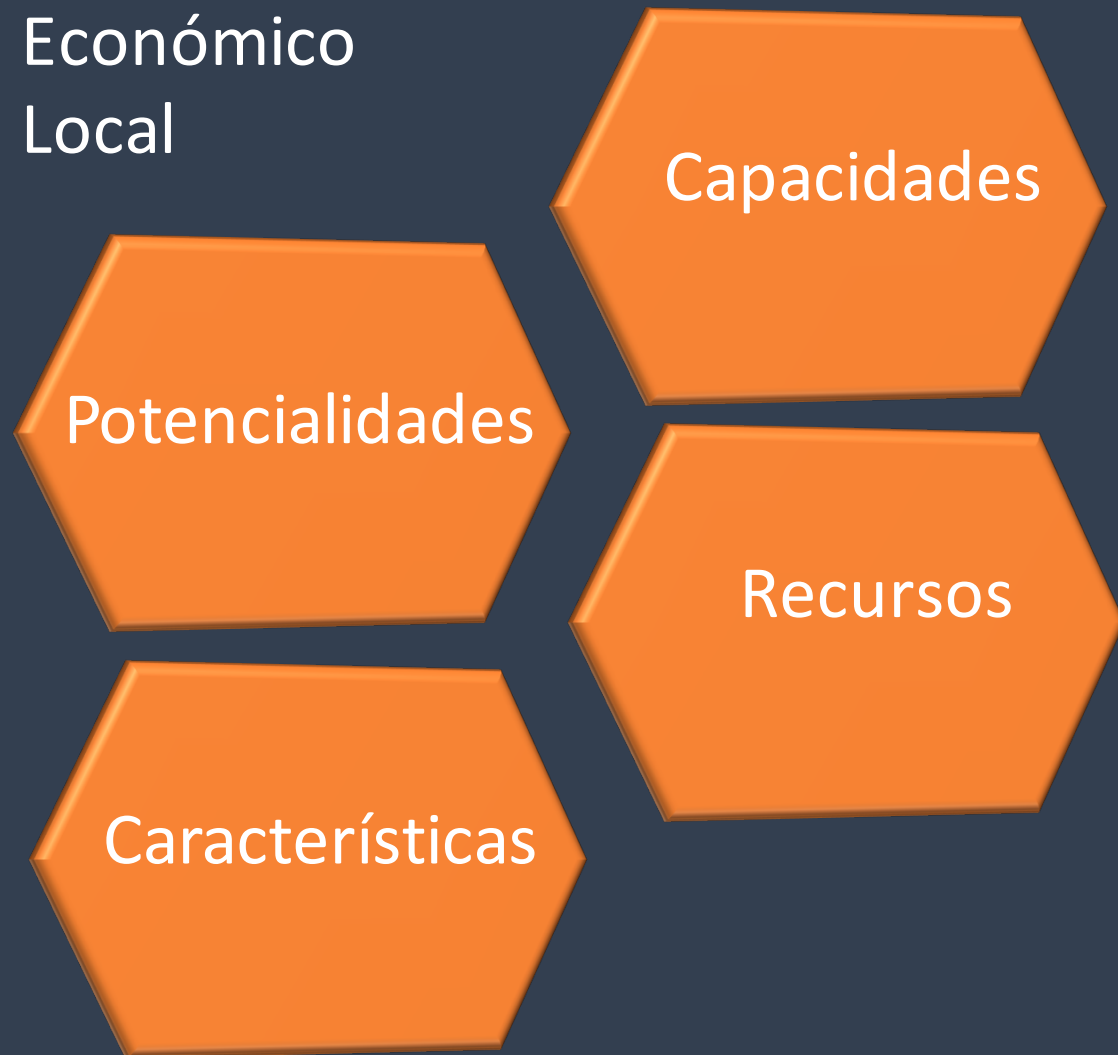 Económico
Local
Capacidades
Potencialidades
Recursos
Características